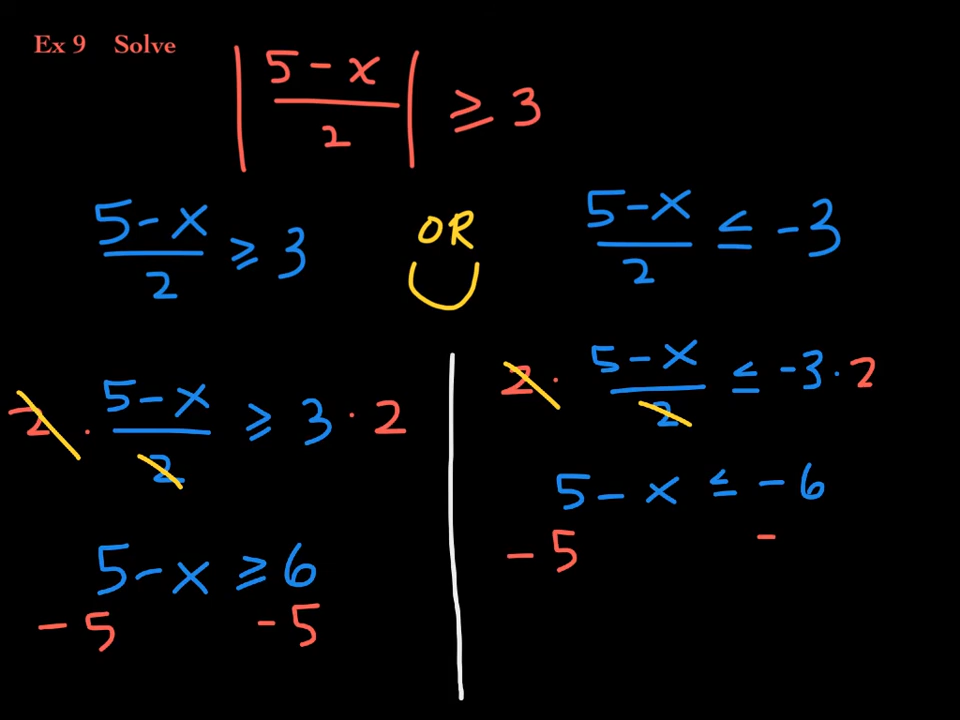 Ex 9 Solve
|(5 - x)/2| ≥ 3
(5 - x)/2 ≥ 3 OR (5 - x)/2 ≤ -3
2 · (5 - x)/2 ≥ 3 · 2
5 - x ≥ 6
- 5 - 5
2 · (5 - x)/2 ≤ -3 · 2
5 - x ≤ -6
- 5 -